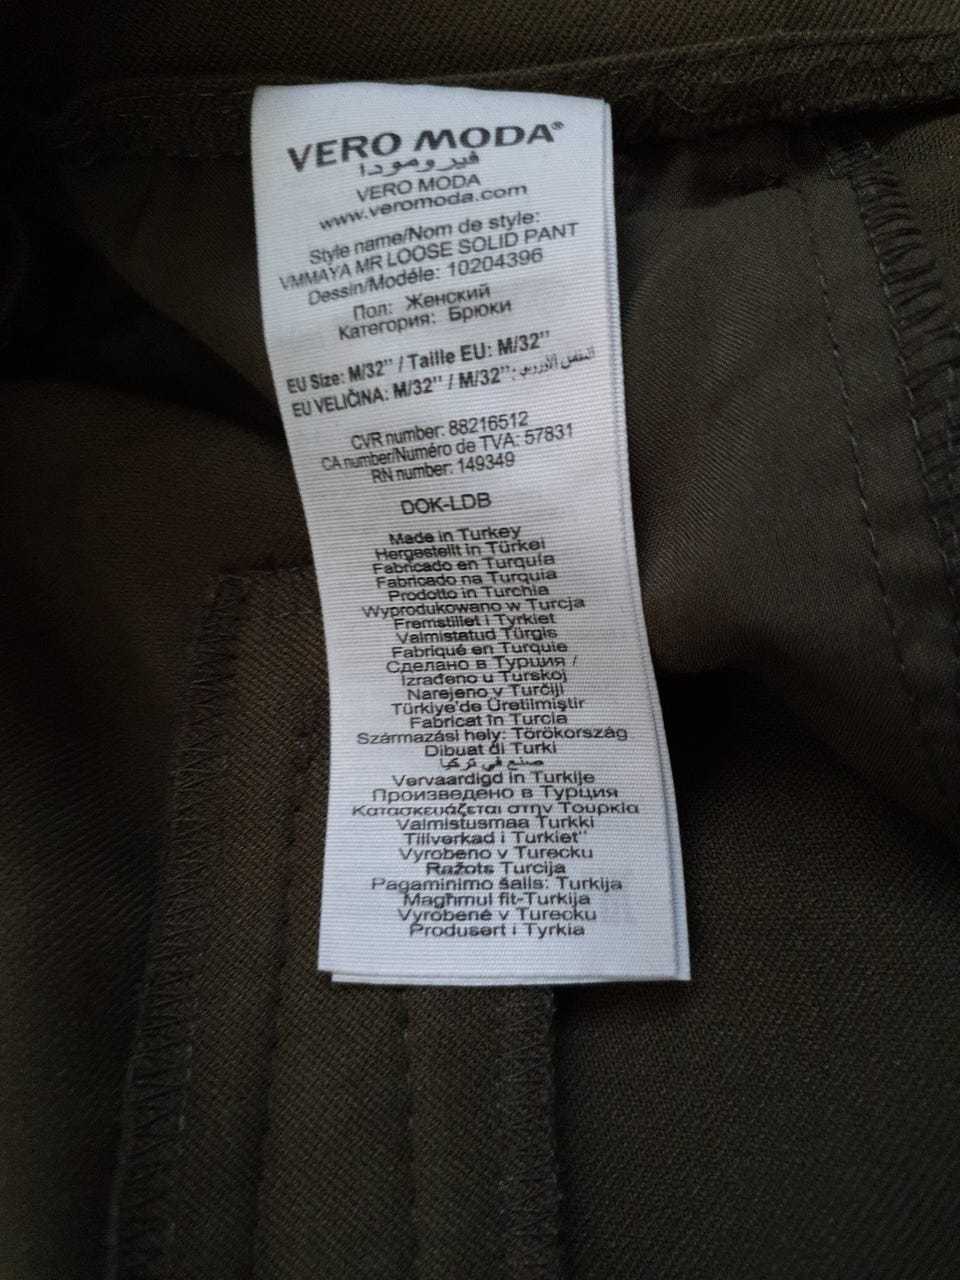 VERO MODA®
فيرومودا
VERO MODA
www.veromoda.com
Style name/Nom de style:
VMMAYA MR LOOSE SOLID PANT
Dessin/Modéle: 10204396
Пол: Женский
Категория: Брюки
EU Size: M/32'' / Taille EU: M/32''
EU VELIČINA: M/32'' / M/32'': الأوروبي
CVR number: 88216512
CA number/Numéro de TVA: 57831
RN number: 149349
DOK-LDB
Made in Turkey
Hergestellt in Türkei
Fabricado en Turquía
Fabricado na Turquia
Prodotto in Turchia
Wyprodukowano w Turcja
Fremstillet i Tyrkiet
Valmistatud Türgis
Fabriqué en Turquie
Сделано в Турция /
Izrađeno u Turskoj
Narejeno v Turčiji
Türkiye'de Üretilmiştir
Fabricat în Turcia
Származási hely: Törökország
Dibuat di Turki
صنع في تركيا
Vervaardigd in Turkije
Произведено в Турция
Κατασκευάζεται στην Τουρκία
Valmistusmaa Turkki
Tillverkad i Turkiet''
Vyrobeno v Turecku
Ražots Turcija
Pagaminimo šalis: Turkija
Magħmul fit-Turkija
Vyrobené v Turecku
Produsert i Tyrkia